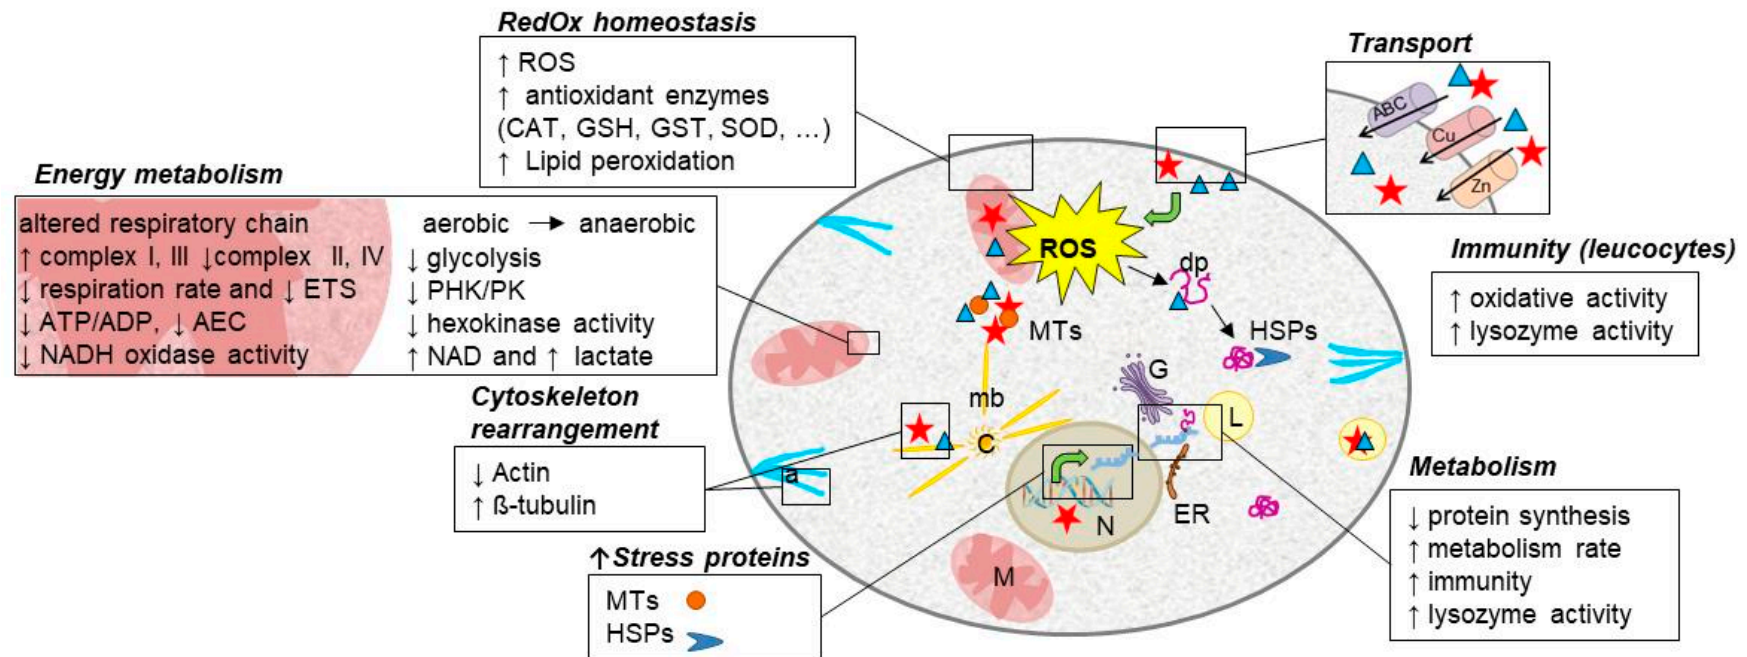 RedOx homeostasis
↑ ROS
↑ antioxidant enzymes
(CAT, GSH, GST, SOD, ...)
↑ Lipid peroxidation
Transport
ABC
Cu
Zn
Energy metabolism
altered respiratory chain
↑ complex I, III ↓complex II, IV
↓ respiration rate and ↓ ETS
↓ ATP/ADP, ↓ AEC
↓ NADH oxidase activity
aerobic → anaerobic
↓ glycolysis
↓ PHK/PK
↓ hexokinase activity
↑ NAD and ↑ lactate
Immunity (leucocytes)
↑ oxidative activity
↑ lysozyme activity
ROS
dp
MTs
HSPs
G
mb
C
L
a
N
ER
M
Cytoskeleton
rearrangement
↓ Actin
↑ ß-tubulin
Metabolism
↓ protein synthesis
↑ metabolism rate
↑ immunity
↑ lysozyme activity
↑Stress proteins
MTs
HSPs